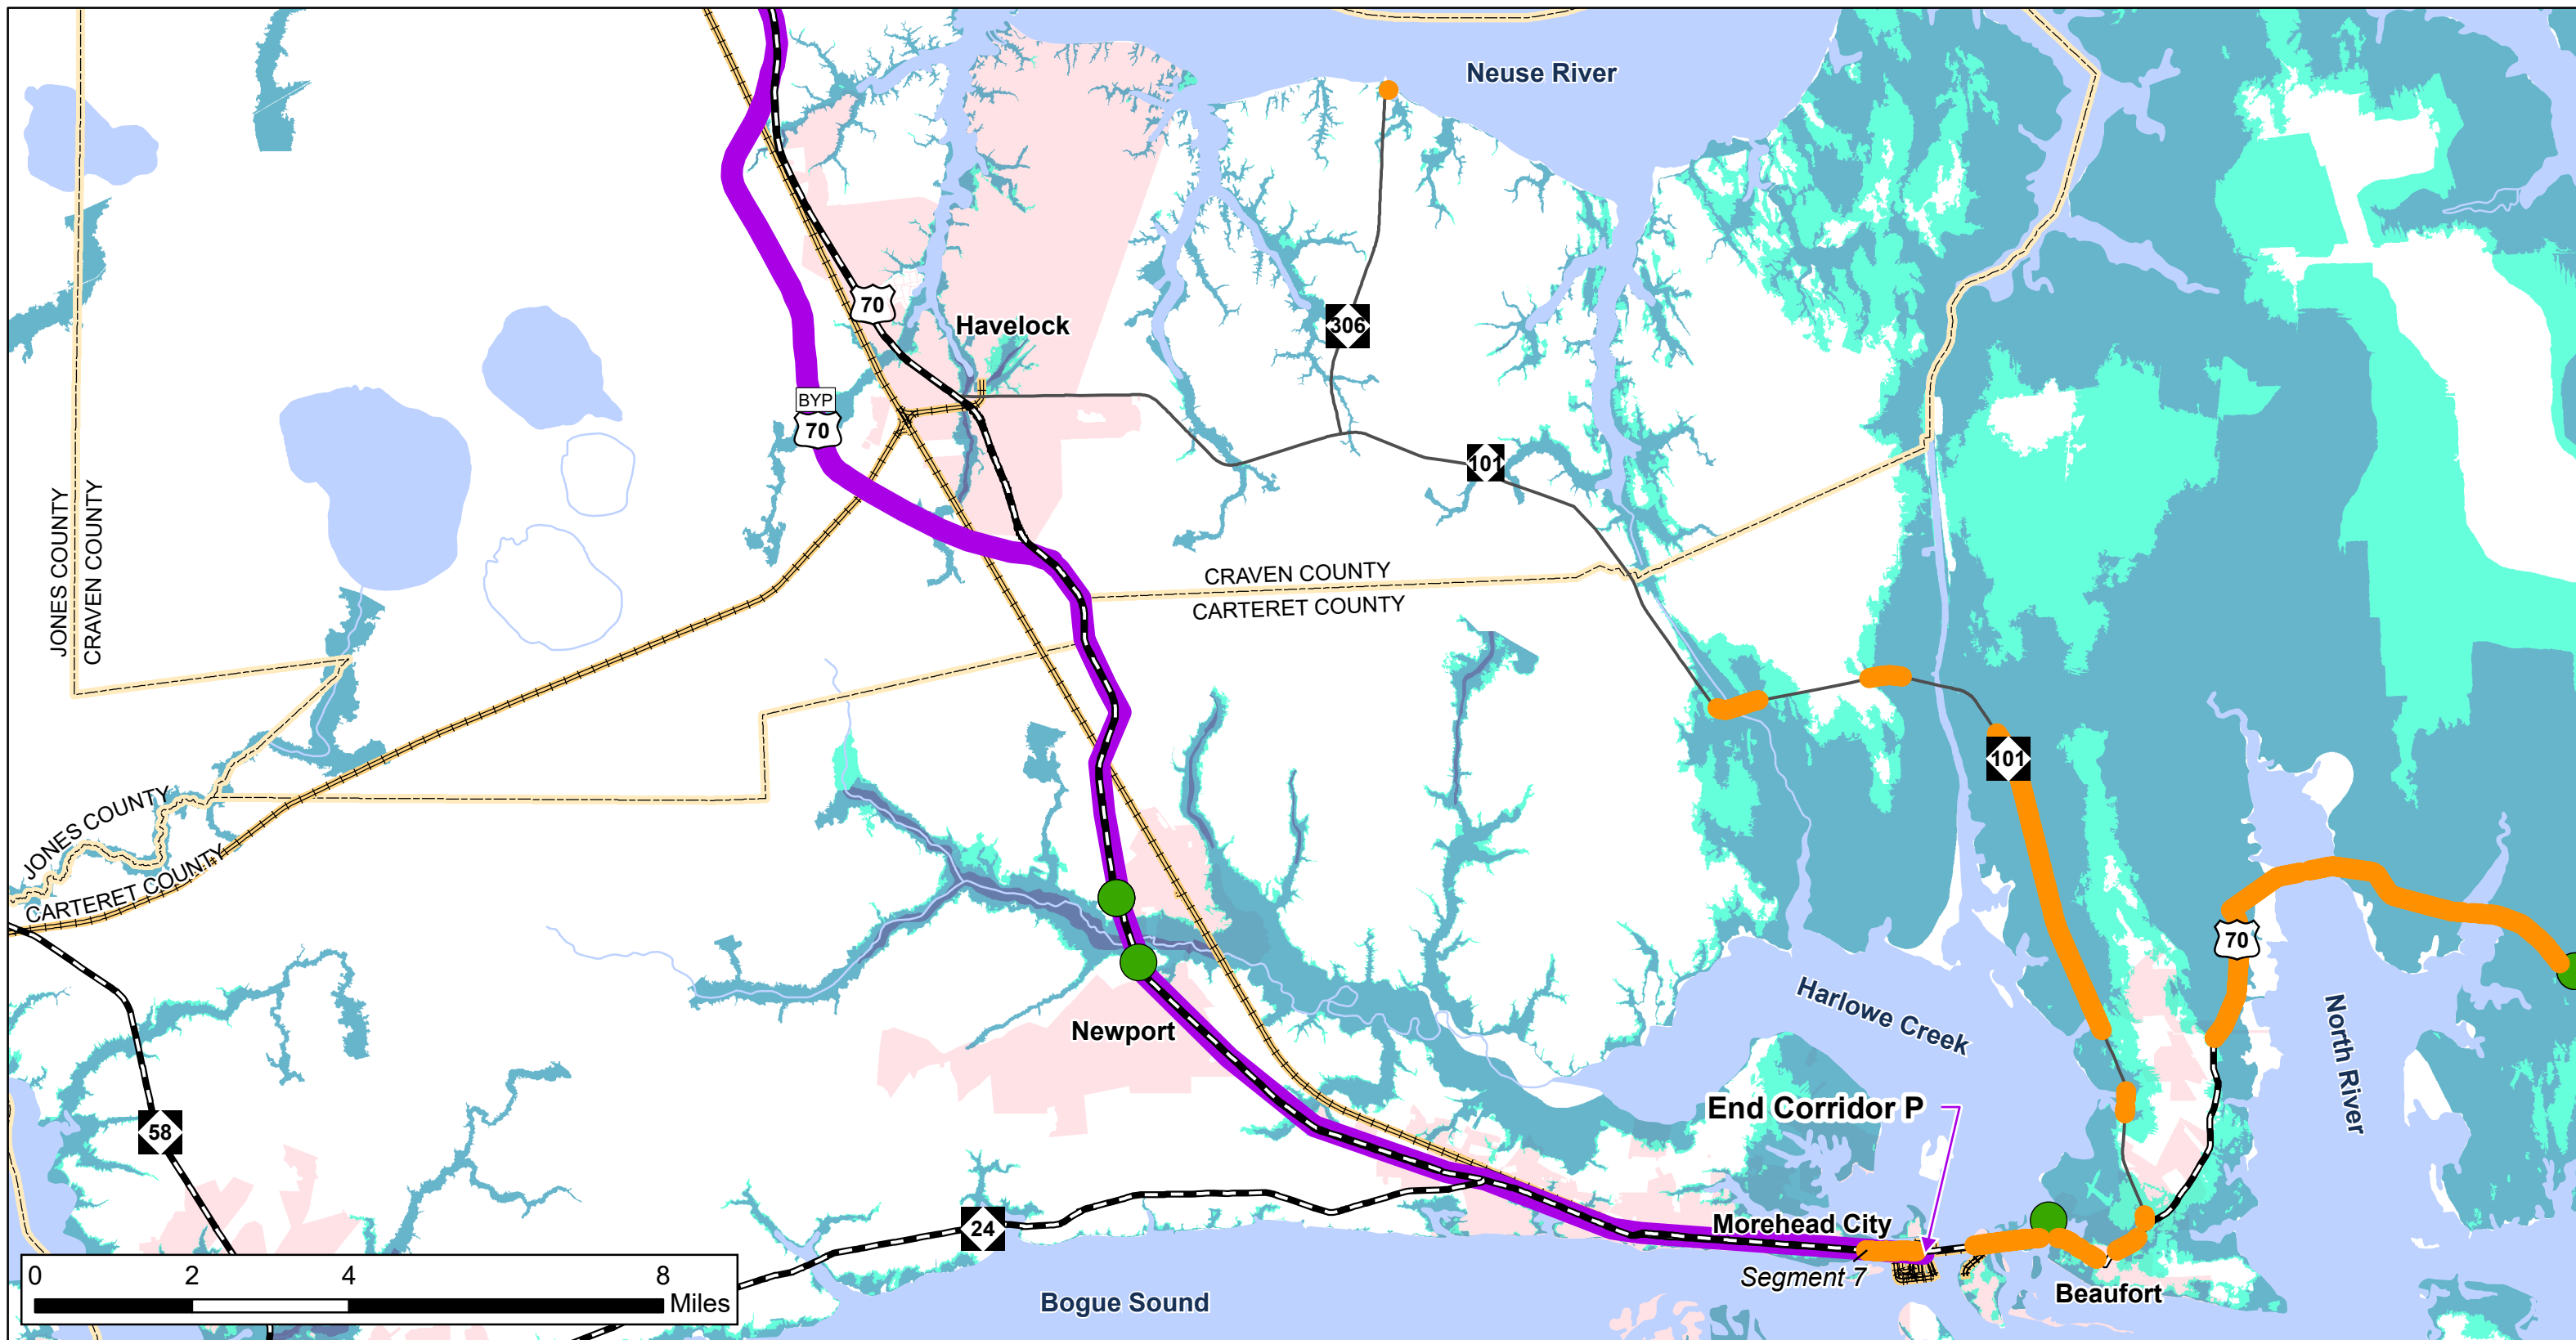 Neuse River
70
Havelock
306
BYP
70
101
JONES COUNTY
CRAVEN COUNTY
CRAVEN COUNTY
CARTERET COUNTY
101
JONES COUNTY
CARTERET COUNTY
70
Harlowe Creek
North River
Newport
End Corridor P
58
24
Morehead City
Segment 7
Beaufort
Bogue Sound
0 2 4 8
Miles